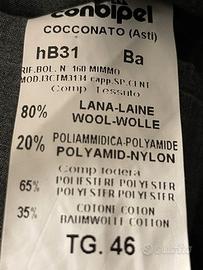 conbipel
COCCONATO (Asti)
hB31 Ba
RIF.BOL. N 160 MIMMO
MOD.I3CTM3134 capp.SP.CENT
Comp Tessuto
80% LANA-LAINE
WOOL-WOLLE
20% POLIAMMIDICA-POLYAMIDE
POLYAMID-NYLON
Comp fodera
65% POLIESTERE POLYESTER
POLYESTER POLYESTER
35% COTONE COTON
BAUMWOLLE COTTON
TG. 46